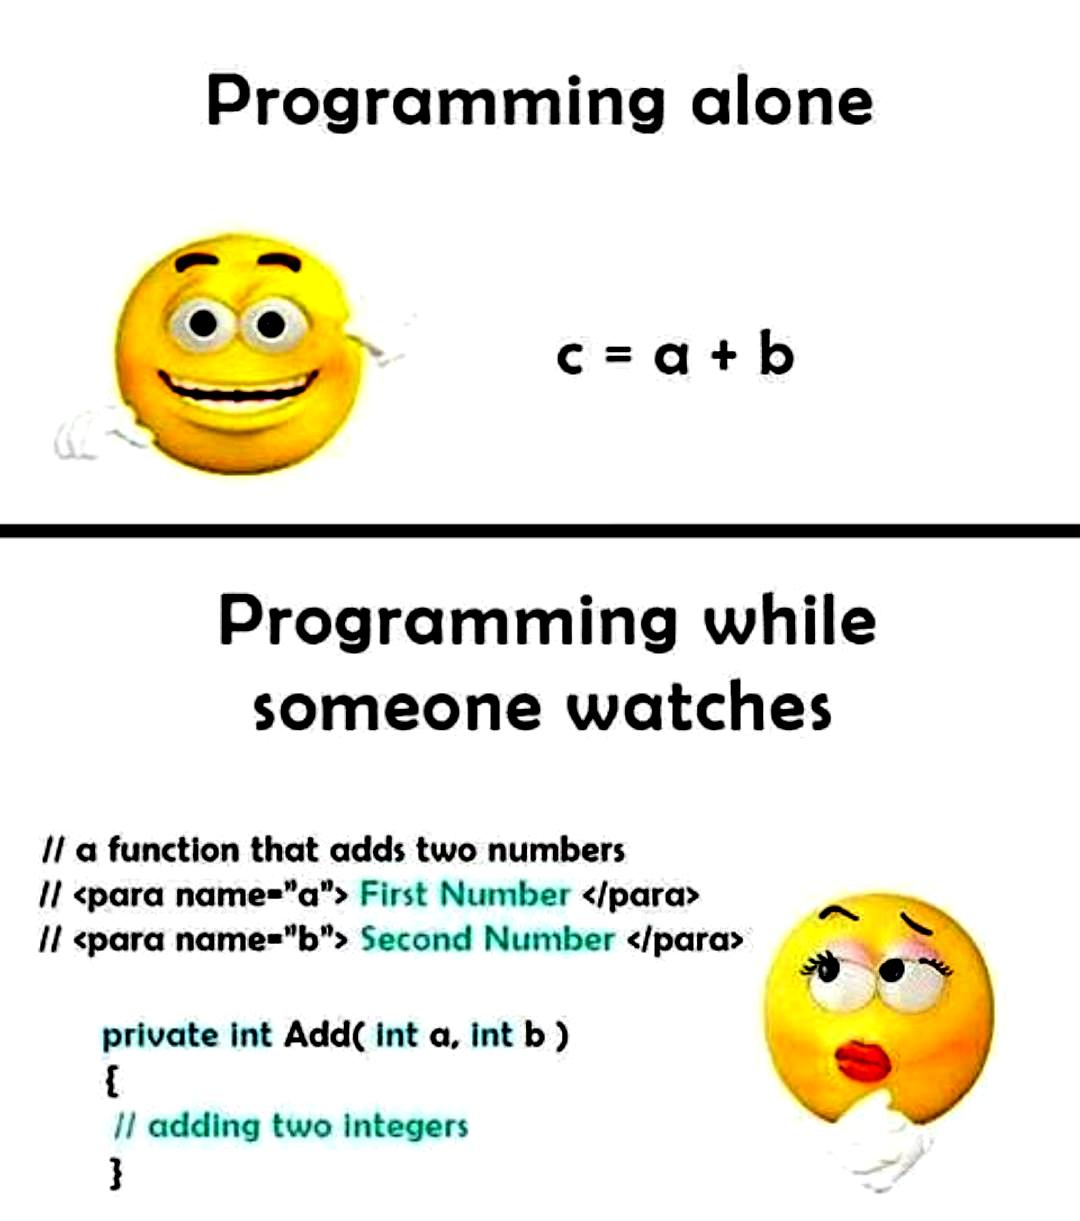 Programming alone
c = a + b
Programming while
someone watches
// a function that adds two numbers
// <para name="a"> First Number </para>
// <para name="b"> Second Number </para>
private int Add( int a, int b )
{
// adding two integers
}